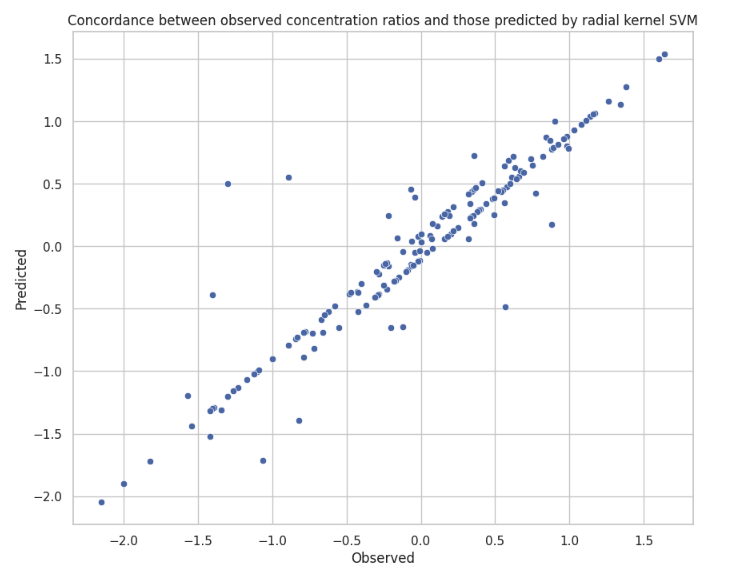 Concordance between observed concentration ratios and those predicted by radial kernel SVM
1.5
1.0
0.5
0.0
−0.5
−1.0
−1.5
−2.0
Predicted
−2.0 −1.5 −1.0 −0.5 0.0 0.5 1.0 1.5
Observed